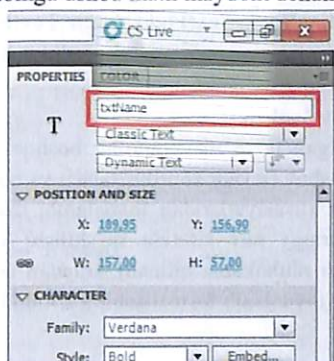 CS Live
PROPERTIES COLOR
txtName
T
Classic Text
Dynamic Text
POSITION AND SIZE
X: 189,95 Y: 156,90
W: 157,00 H: 57,00
CHARACTER
Family: Verdana
Style: Bold Embed...